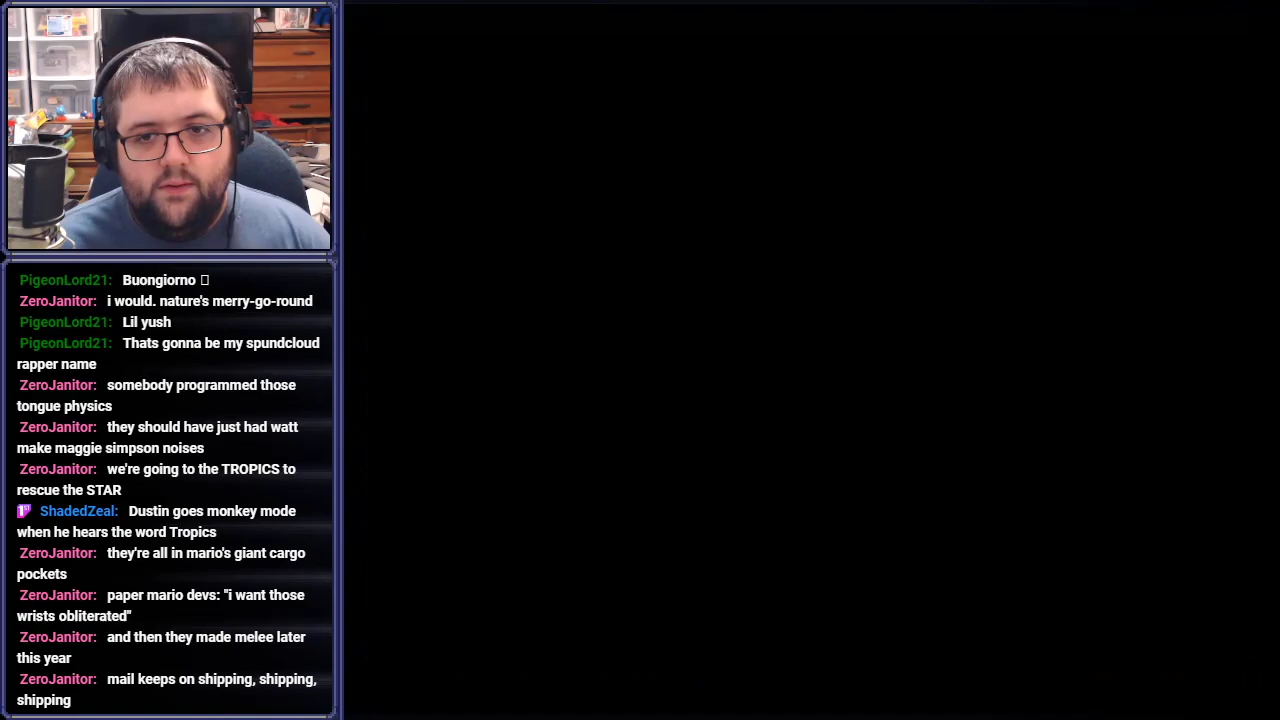 PigeonLord21: Buongiorno
ZeroJanitor: i would. nature's merry-go-round
PigeonLord21: Lil yush
PigeonLord21: Thats gonna be my spundcloud
rapper name
ZeroJanitor: somebody programmed those
tongue physics
ZeroJanitor: they should have just had watt
make maggie simpson noises
ZeroJanitor: we're going to the TROPICS to
rescue the STAR
1ST ShadedZeal: Dustin goes monkey mode
when he hears the word Tropics
ZeroJanitor: they're all in mario's giant cargo
pockets
ZeroJanitor: paper mario devs: "i want those
wrists obliterated"
ZeroJanitor: and then they made melee later
this year
ZeroJanitor: mail keeps on shipping, shipping,
shipping